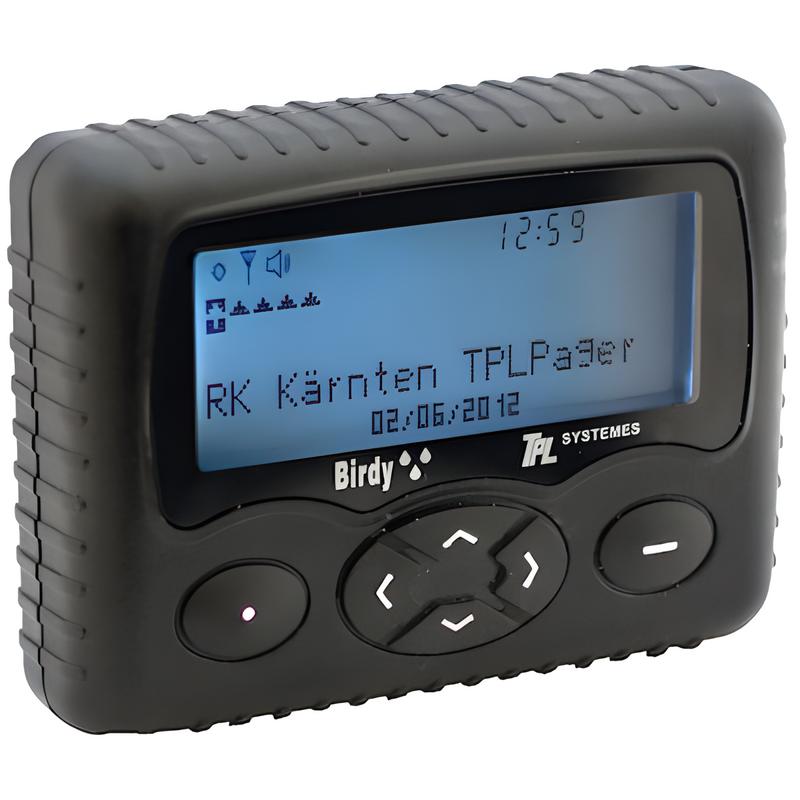 12:59
RK Kärnten TPLPager
02/06/2012
Birdy
TPL SYSTEMES